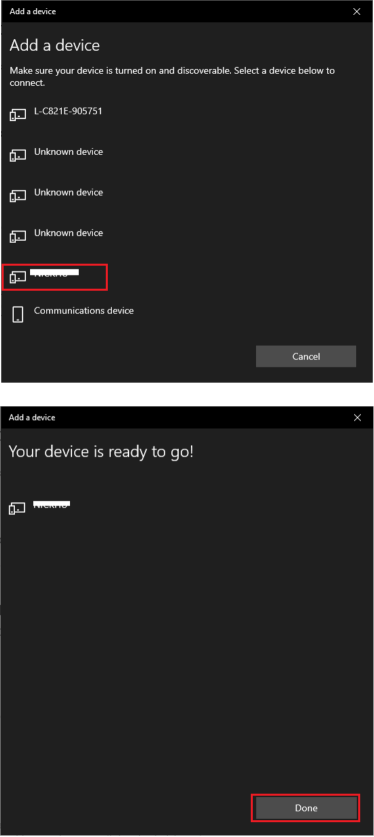 Add a device
Add a device
Make sure your device is turned on and discoverable. Select a device below to
connect.
L-C821E-905751
Unknown device
Unknown device
Unknown device
Communications device
Cancel
Add a device
Your device is ready to go!
Done